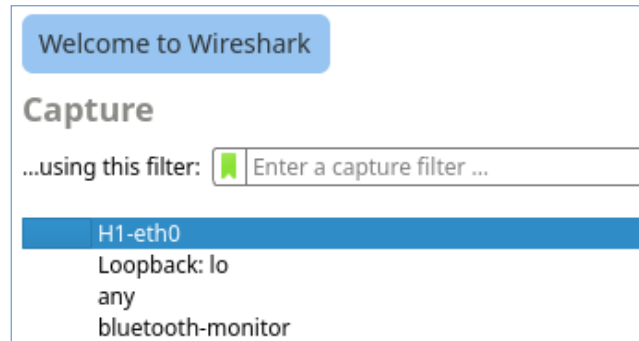 Welcome to Wireshark
Capture
...using this filter: Enter a capture filter ...
H1-eth0
Loopback: lo
any
bluetooth-monitor